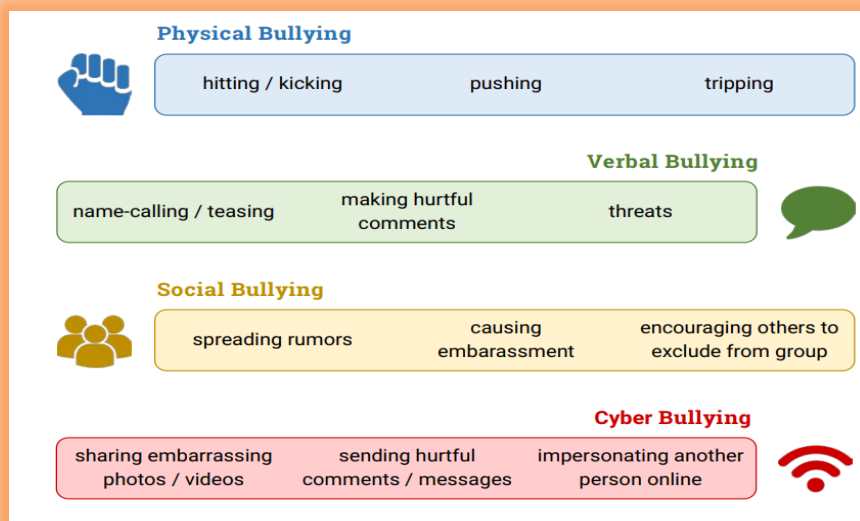 Physical Bullying
hitting / kicking pushing tripping
Verbal Bullying
name-calling / teasing making hurtful comments threats
Social Bullying
spreading rumors causing embarassment encouraging others to exclude from group
Cyber Bullying
sharing embarrassing photos / videos sending hurtful comments / messages impersonating another person online